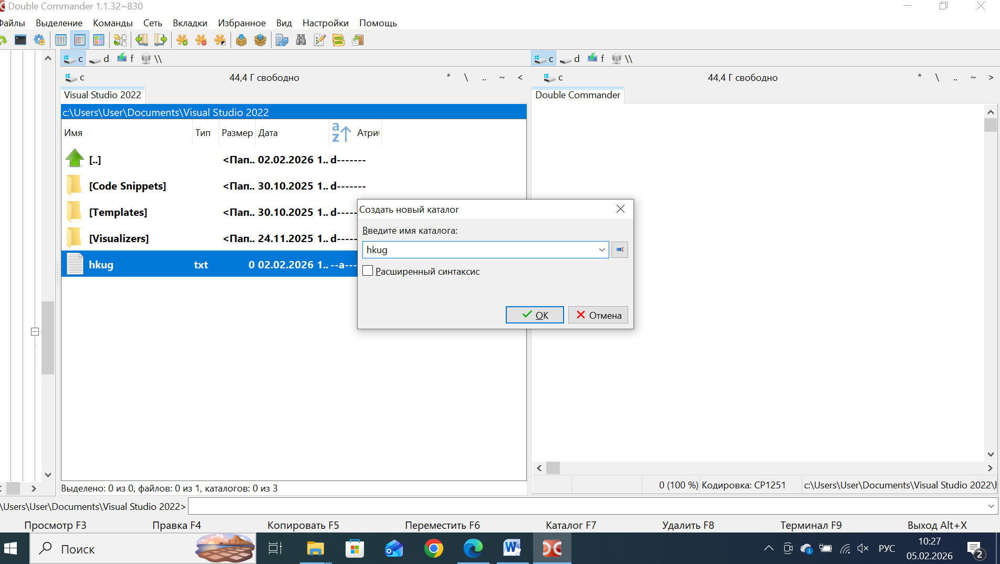 Double Commander 1.1.32~830
Файлы Выделение Команды Сеть Вкладки Избранное Вид Настройки Помощь
c d f \\ c d f \\
c 44,4 Г свободно * \ .. ~ < c 44,4 Г свободно * \ .. ~ >
Visual Studio 2022 Double Commander
c:\Users\User\Documents\Visual Studio 2022
Имя Тип Размер Дата Атри
[..] <Пап.. 02.02.2026 1.. d-------
[Code Snippets] <Пап.. 30.10.2025 1.. d-------
[Templates] <Пап.. 30.10.2025 1.. d-----
[Visualizers] <Пап.. 24.11.2025 1.. d-----
hkug txt 0 02.02.2026 1.. --a---
Создать новый каталог
Введите имя каталога:
hkug
Расширенный синтаксис
OK Отмена
Выделено: 0 из 0, файлов: 0 из 1, каталогов: 0 из 3
0 (100 %) Кодировка: CP1251 c:\Users\User\Documents\Visual Studio 2022\
\Users\User\Documents\Visual Studio 2022>
Просмотр F3 Правка F4 Копировать F5 Переместить F6 Каталог F7 Удалить F8 Терминал F9 Выход Alt+X
Поиск
РУС
10:27
05.02.2026
2